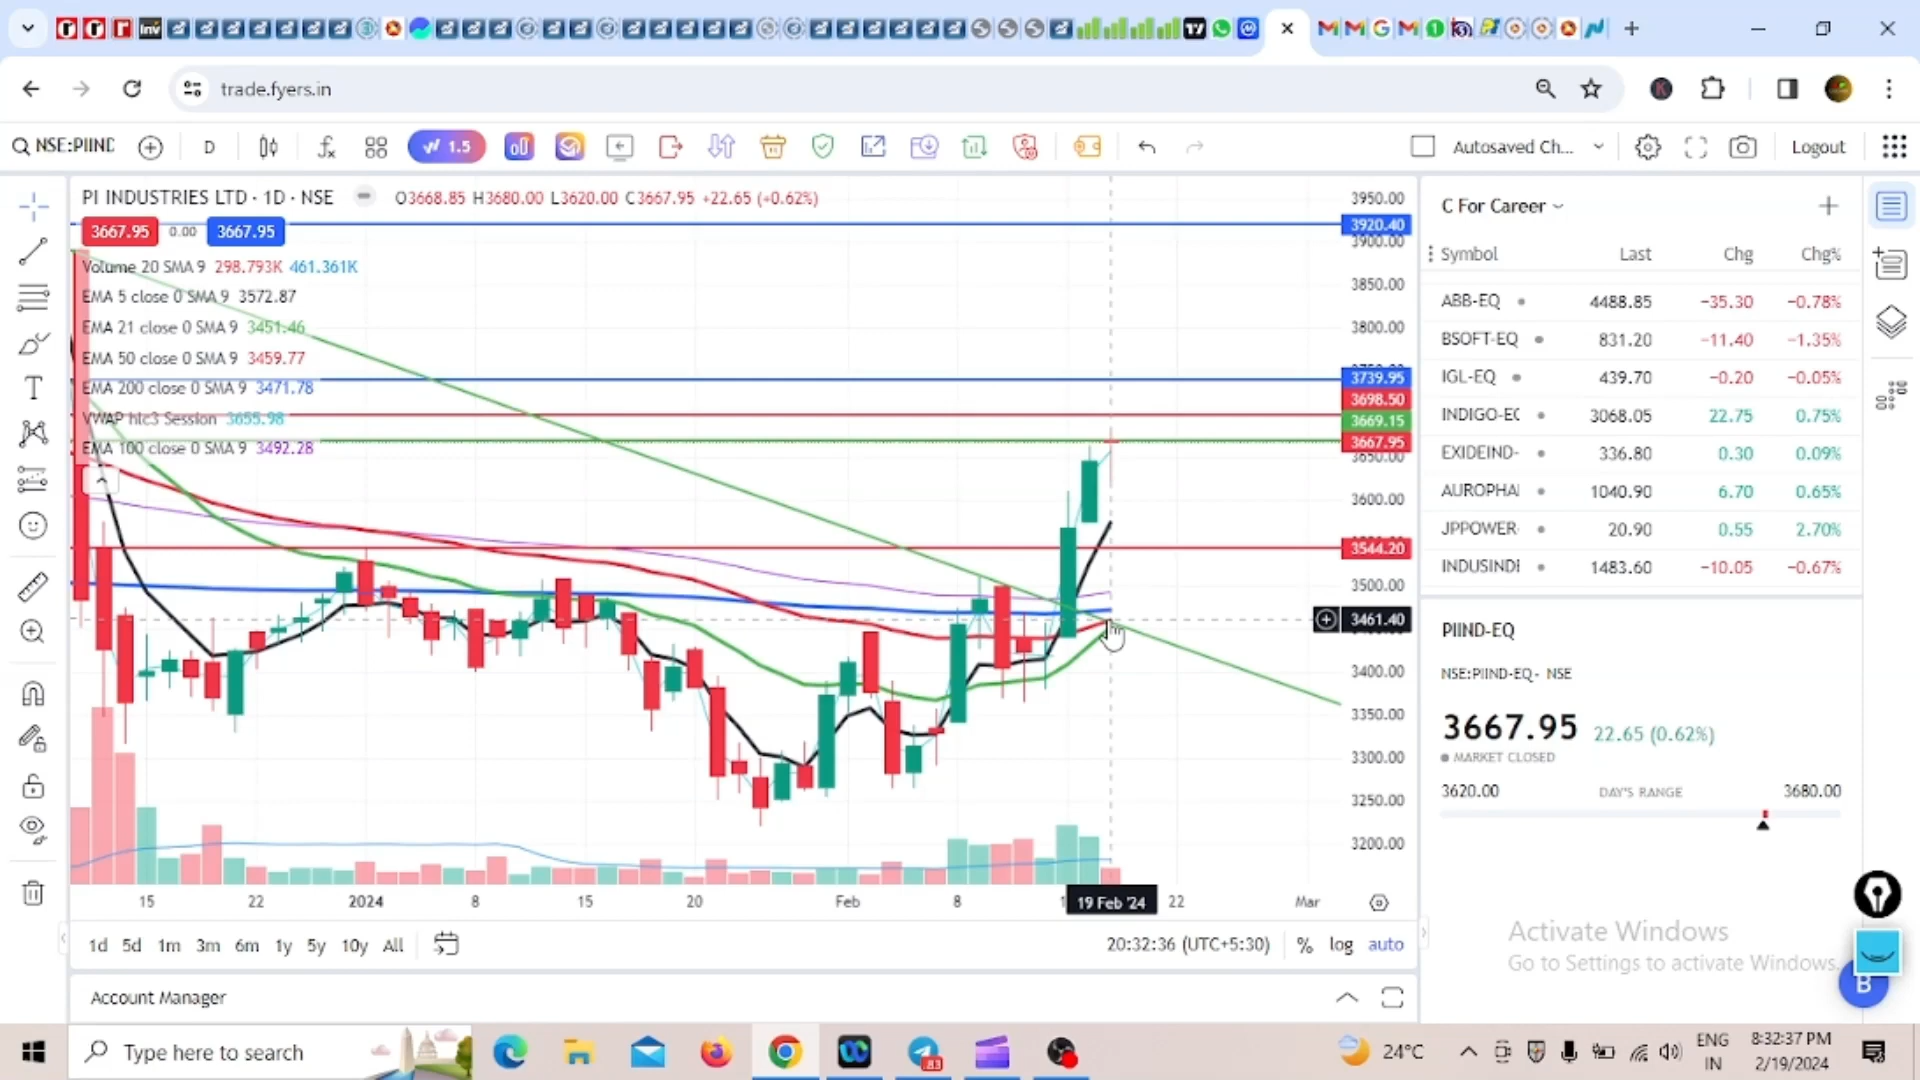 trade.fyers.in
NSE:PIIND
D
1.5
Autosaved Ch...
Logout
PI INDUSTRIES LTD · 1D · NSE
O3668.85 H3680.00 L3620.00 C3667.95 +22.65 (+0.62%)
3667.95 0.00 3667.95
Volume 20 SMA 9 298.793K 461.361K
EMA 5 close 0 SMA 9 3572.87
EMA 21 close 0 SMA 9 3451.46
EMA 50 close 0 SMA 9 3459.77
EMA 200 close 0 SMA 9 3471.78
VWAP hlc3 Session 3655.98
EMA 100 close 0 SMA 9 3492.28
3950.00
3920.40
3900.00
3850.00
3800.00
3739.95
3698.50
3669.15
3667.95
3650.00
3600.00
3544.20
3500.00
3461.40
3400.00
3350.00
3300.00
3250.00
3200.00
15 22 2024 8 15 20 Feb 8 19 Feb '24 22 Mar
1d 5d 1m 3m 6m 1y 5y 10y All
20:32:36 (UTC+5:30) % log auto
Account Manager
C For Career
Symbol Last Chg Chg%
ABB-EQ 4488.85 −35.30 −0.78%
BSOFT-EQ 831.20 −11.40 −1.35%
IGL-EQ 439.70 −0.20 −0.05%
INDIGO-EQ 3068.05 22.75 0.75%
EXIDEIND- 336.80 0.30 0.09%
AUROPHA 1040.90 6.70 0.65%
JPPOWER- 20.90 0.55 2.70%
INDUSINDI 1483.60 −10.05 −0.67%
PIIND-EQ
NSE:PIIND-EQ - NSE
3667.95 22.65 (0.62%)
MARKET CLOSED
3620.00 DAY'S RANGE 3680.00
Activate Windows
Go to Settings to activate Windows.
B
Type here to search
83
24°C
ENG
IN
8:32:37 PM
2/19/2024